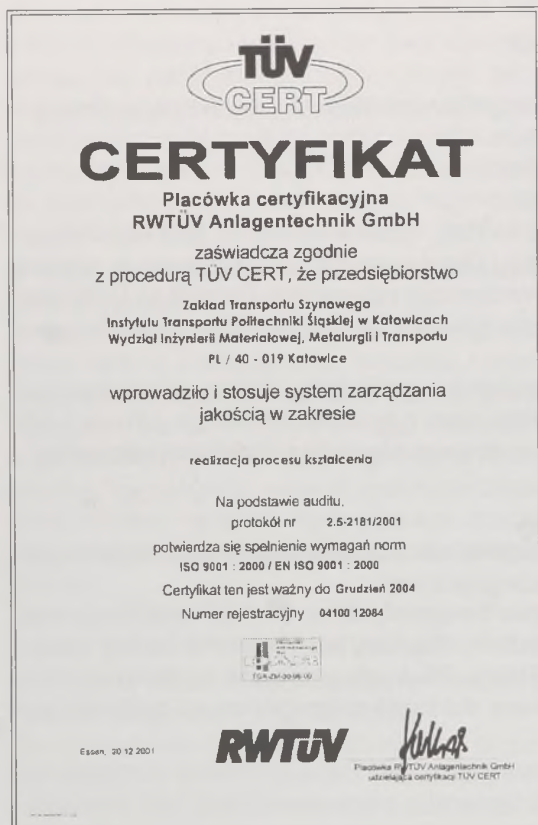 TÜV
CERT
CERTYFIKAT
Placówka certyfikacyjna
RWTÜV Anlagentechnik GmbH
zaświadcza zgodnie
z procedurą TÜV CERT, że przedsiębiorstwo
Zakład Transportu Szynowego
Instytutu Transportu Politechniki Śląskiej w Katowicach
Wydział Inżynierii Materiałowej, Metalurgii i Transportu
PL / 40 - 019 Katowice
wprowadziło i stosuje system zarządzania
jakością w zakresie
realizacja procesu kształcenia
Na podstawie auditu.
protokół nr 2.5-2181/2001
potwierdza się spełnienie wymagań norm
ISO 9001 : 2000 / EN ISO 9001 : 2000
Certyfikat ten jest ważny do Grudzień 2004
Numer rejestracyjny 04100 12084
Essen, 30 12 2001
RWTÜV
Placówka RWTÜV Anlagentechnik GmbH
udzielająca certyfikacji TÜV CERT